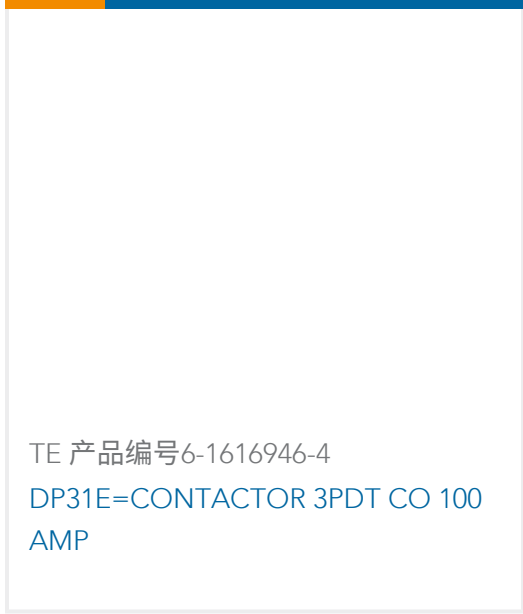 TE 产品编号6-1616946-4
DP31E=CONTACTOR 3PDT CO 100
AMP